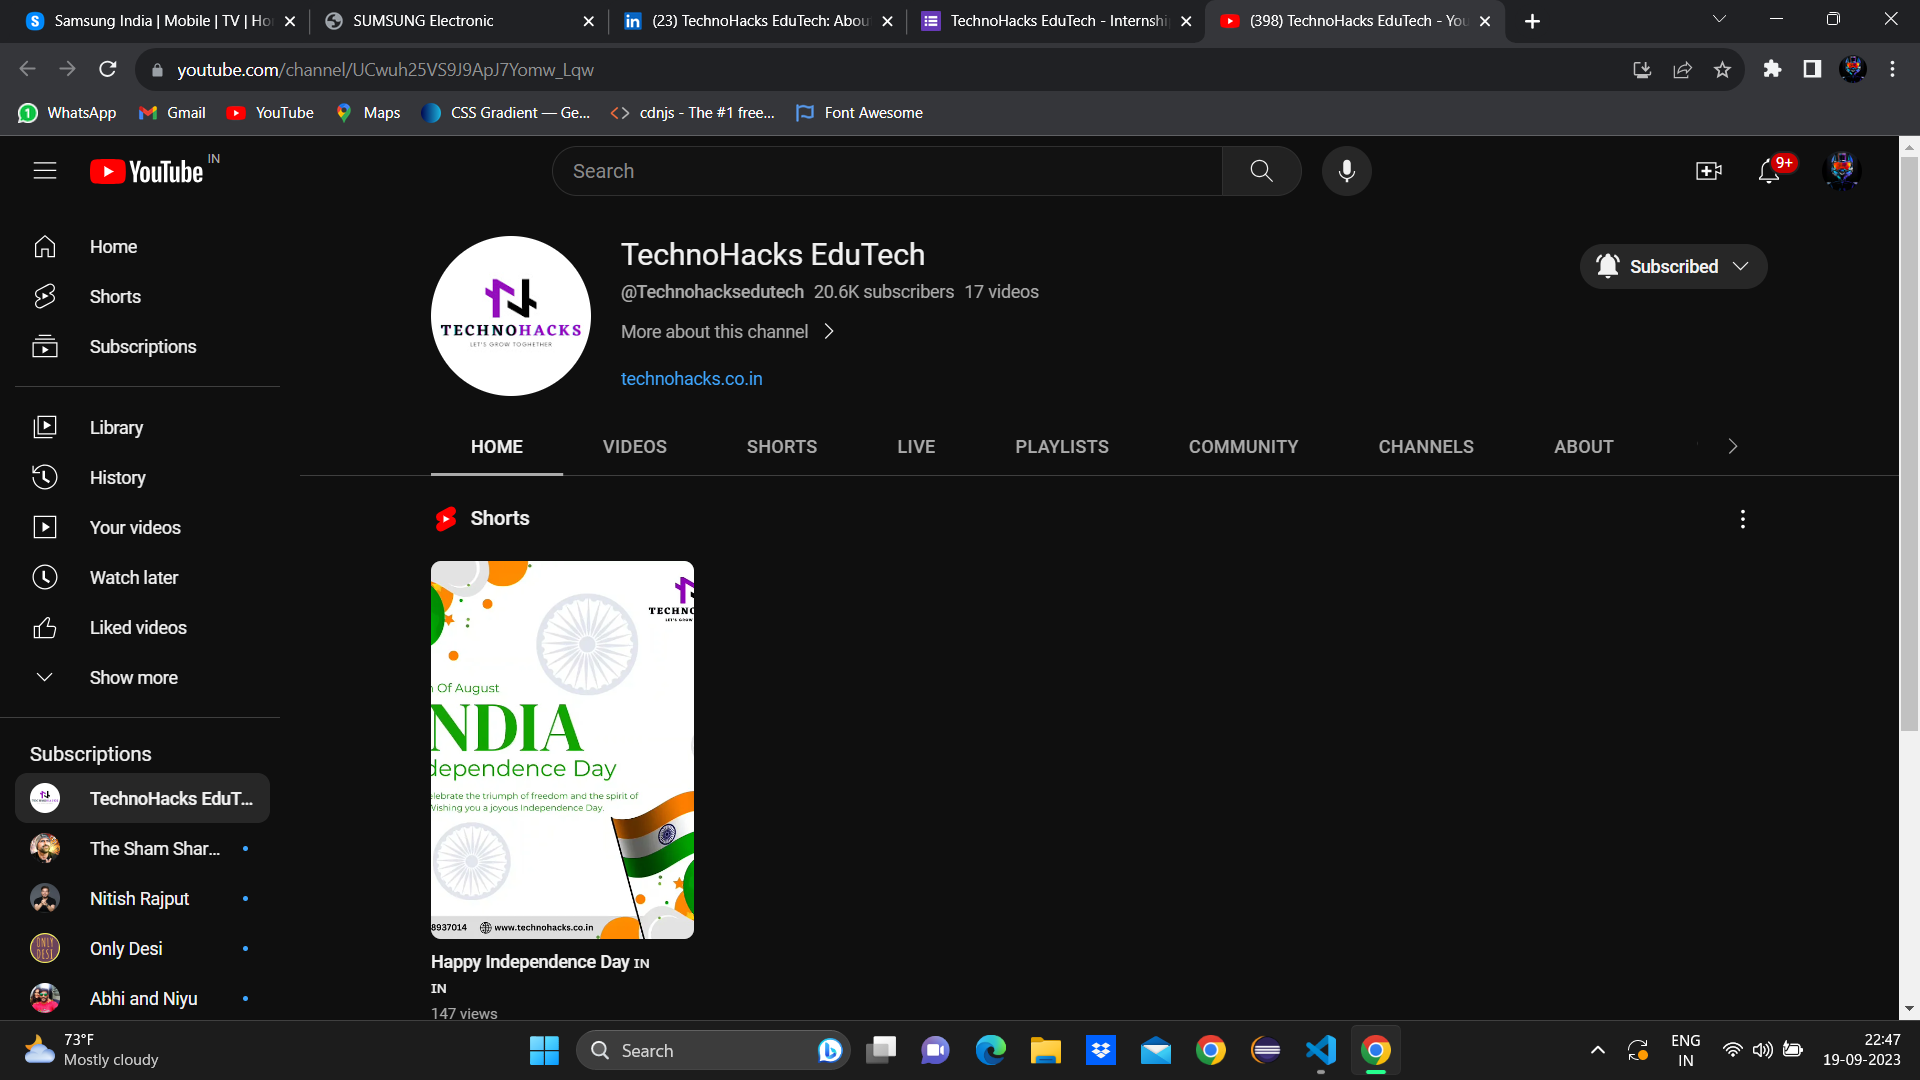 Samsung India | Mobile | TV | Ho
SUMSUNG Electronic
(23) TechnoHacks EduTech: Abou
TechnoHacks EduTech - Internshi
(398) TechnoHacks EduTech - You
youtube.com/channel/UCwuh25VS9J9ApJ7Yomw_Lqw
WhatsApp
Gmail
YouTube
Maps
CSS Gradient — Ge...
cdnjs - The #1 free...
Font Awesome
YouTube IN
Search
9+
Home
Shorts
Subscriptions
Library
History
Your videos
Watch later
Liked videos
Show more
Subscriptions
TechnoHacks EduT...
The Sham Shar...
Nitish Rajput
Only Desi
Abhi and Niyu
TECHNOHACKS
LET'S GROW TOGHETHER
TechnoHacks EduTech
@Technohacksedutech 20.6K subscribers 17 videos
More about this channel
technohacks.co.in
Subscribed
HOME VIDEOS SHORTS LIVE PLAYLISTS COMMUNITY CHANNELS ABOUT
Shorts
TECHNO
LET'S GROW
Of August
NDIA
dependence Day
elebrate the triumph of freedom and the spirit of
Wishing you a joyous Independence Day.
8937014 www.technohacks.co.in
Happy Independence Day IN
IN
147 views
73°F
Mostly cloudy
Search
ENG
IN
22:47
19-09-2023